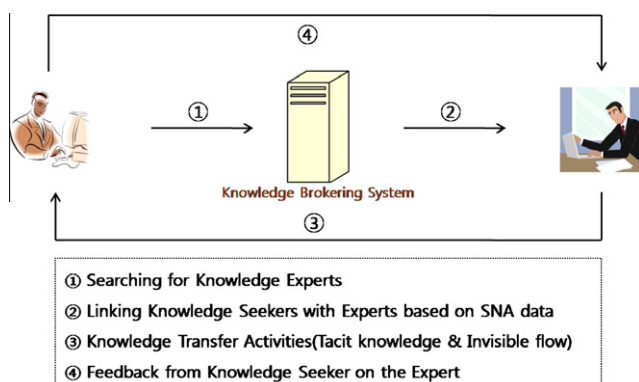 ④
①
②
Knowledge Brokering System
③
① Searching for Knowledge Experts
② Linking Knowledge Seekers with Experts based on SNA data
③ Knowledge Transfer Activities(Tacit knowledge & Invisible flow)
④ Feedback from Knowledge Seeker on the Expert